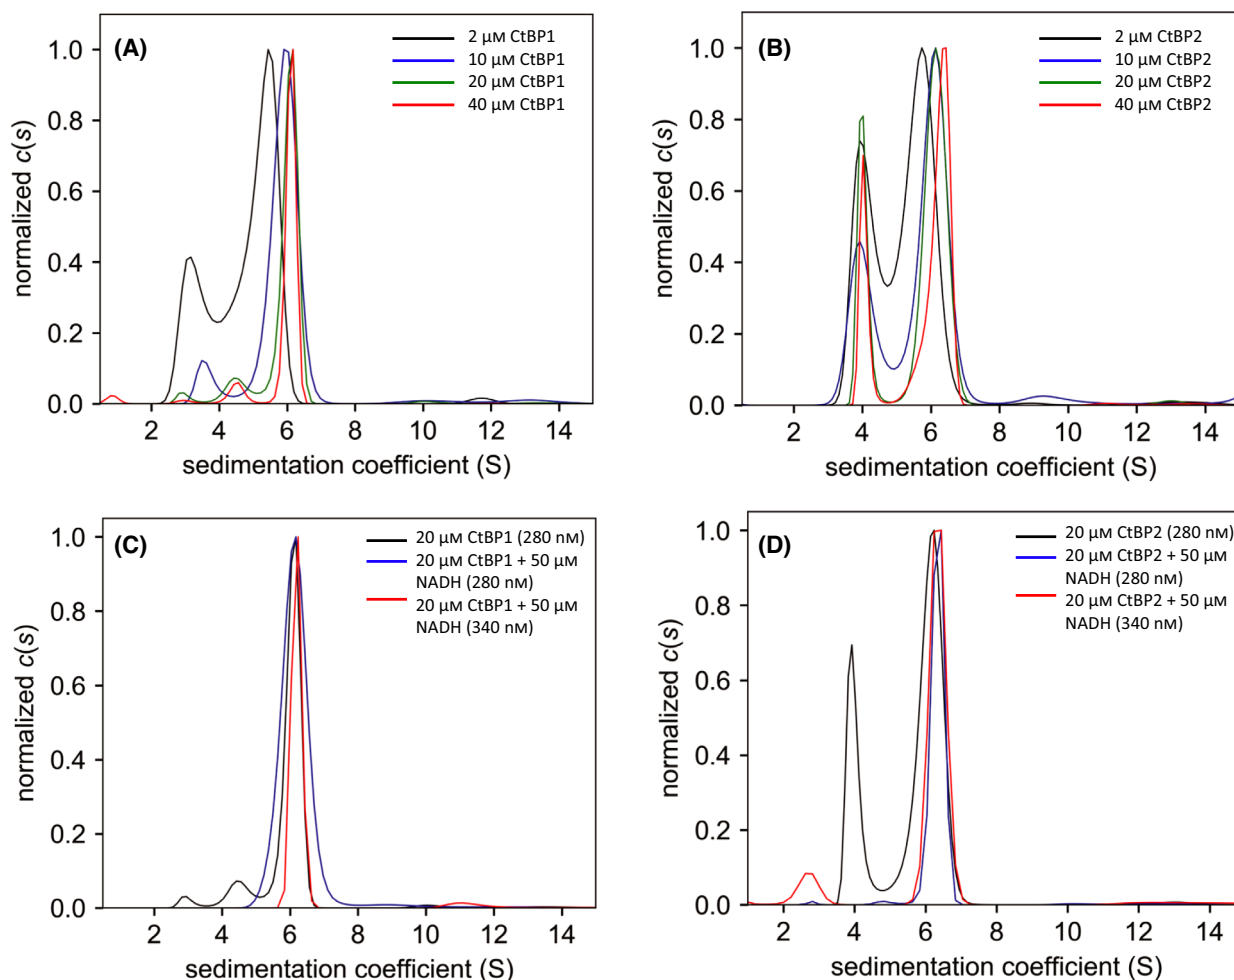 (A)
2 μM CtBP1
10 μM CtBP1
20 μM CtBP1
40 μM CtBP1
normalized c(s)
1.0
0.8
0.6
0.4
0.2
0.0
2 4 6 8 10 12 14
sedimentation coefficient (S)
(B)
2 μM CtBP2
10 μM CtBP2
20 μM CtBP2
40 μM CtBP2
normalized c(s)
1.0
0.8
0.6
0.4
0.2
0.0
2 4 6 8 10 12 14
sedimentation coefficient (S)
(C)
20 μM CtBP1 (280 nM)
20 μM CtBP1 + 50 μM
NADH (280 nM)
20 μM CtBP1 + 50 μM
NADH (340 nM)
normalized c(s)
1.0
0.8
0.6
0.4
0.2
0.0
2 4 6 8 10 12 14
sedimentation coefficient (S)
(D)
20 μM CtBP2 (280 nM)
20 μM CtBP2 + 50 μM
NADH (280 nM)
20 μM CtBP2 + 50 μM
NADH (340 nM)
normalized c(s)
1.0
0.8
0.6
0.4
0.2
0.0
2 4 6 8 10 12 14
sedimentation coefficient (S)